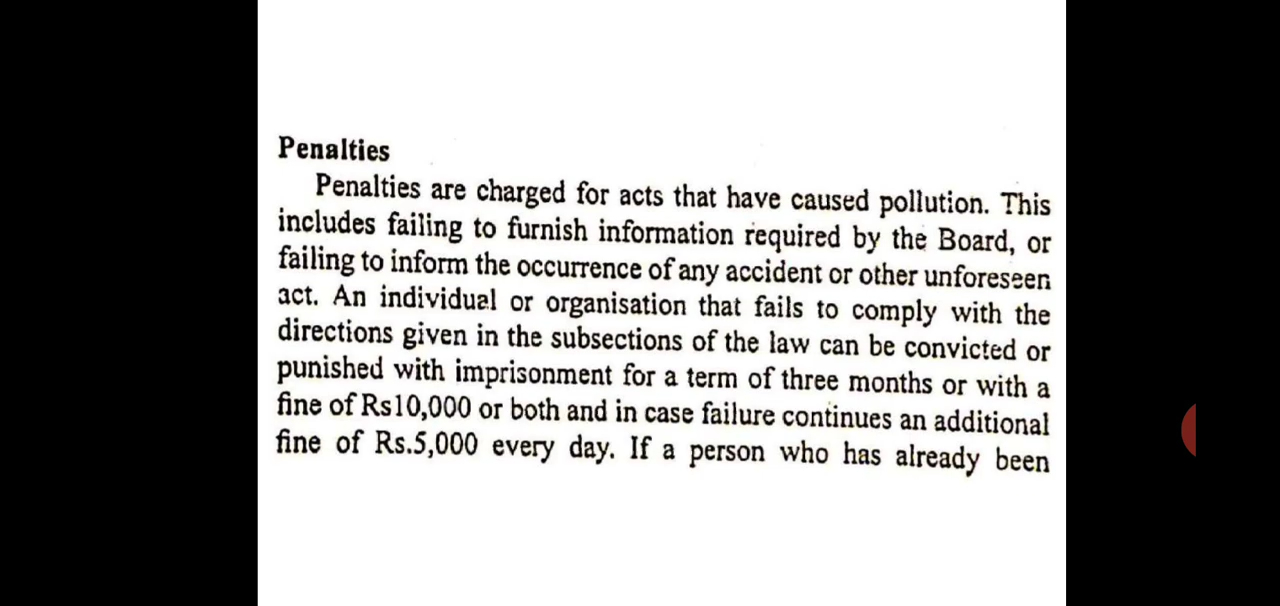 Penalties
Penalties are charged for acts that have caused pollution. This
includes failing to furnish information required by the Board, or
failing to inform the occurrence of any accident or other unforeseen
act. An individual or organisation that fails to comply with the
directions given in the subsections of the law can be convicted or
punished with imprisonment for a term of three months or with a
fine of Rs10,000 or both and in case failure continues an additional
fine of Rs.5,000 every day. If a person who has already been